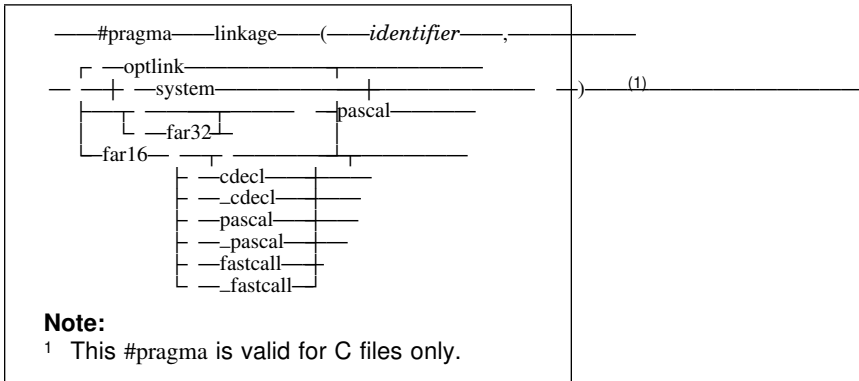 #pragma linkage ( identifier ,
optlink
system ) (1)
pascal
far32
far16
cdecl
_cdecl
pascal
_pascal
fastcall
_fastcall
Note:
1 This #pragma is valid for C files only.